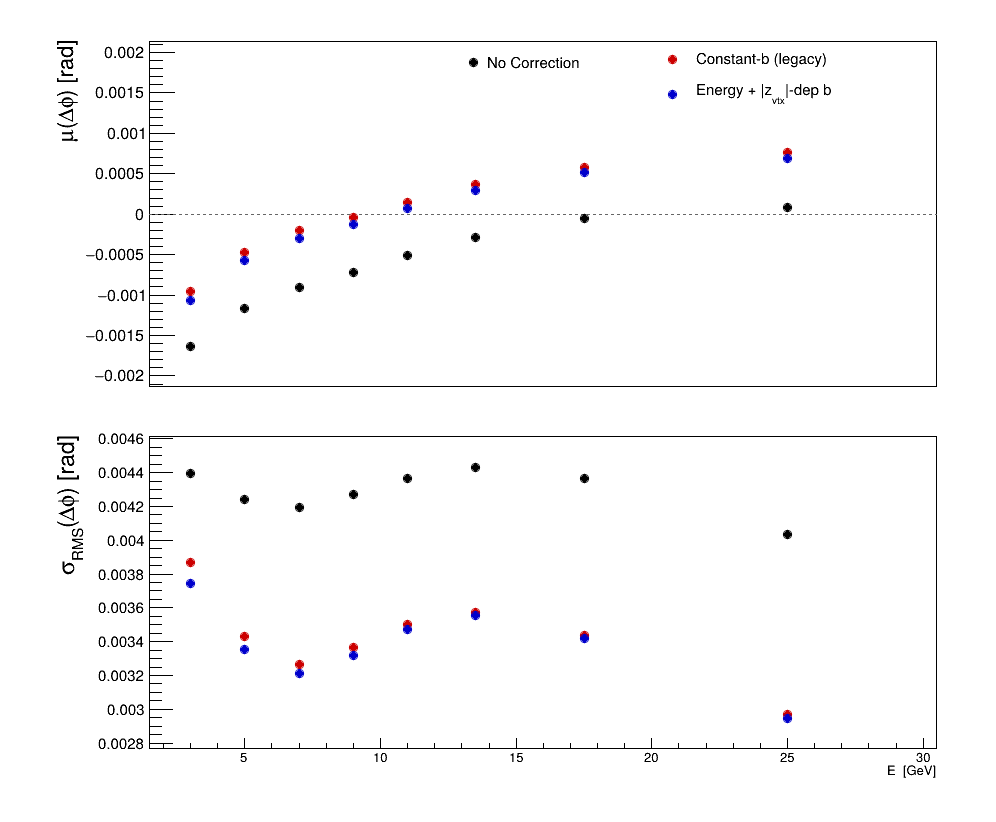 μ(Δϕ) [rad]
0.002
0.0015
0.001
0.0005
0
−0.0005
−0.001
−0.0015
−0.002
No Correction
Constant-b (legacy)
Energy + |z_vtx|-dep b
σ_RMS(Δϕ) [rad]
0.0046
0.0044
0.0042
0.004
0.0038
0.0036
0.0034
0.0032
0.003
0.0028
5 10 15 20 25 30
E [GeV]